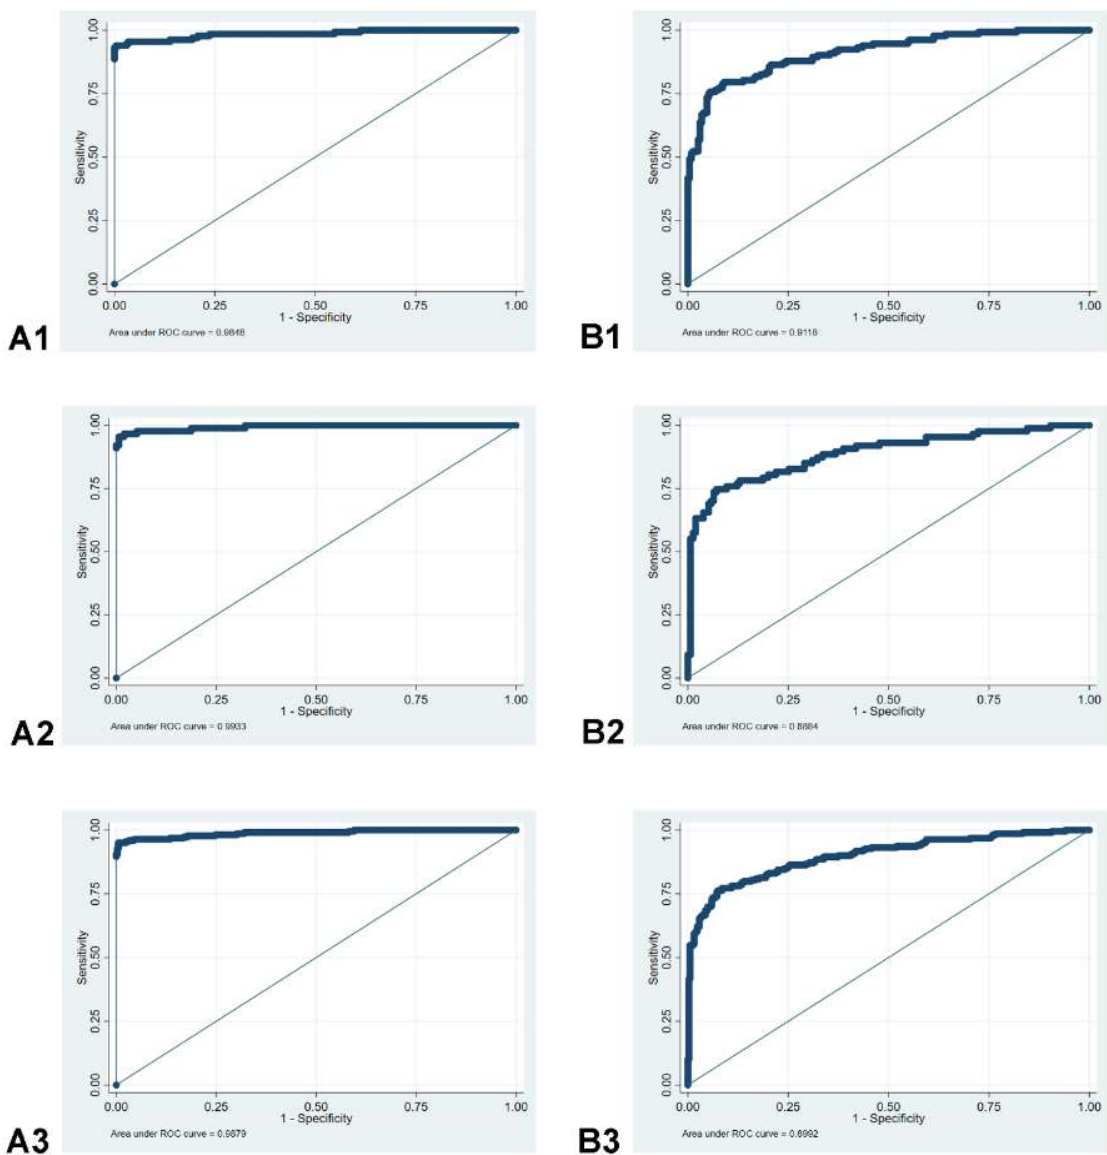 1.00
0.75
0.50
0.25
0.00
Sensitivity
0.00 0.25 0.50 0.75 1.00
1 - Specificity
Area under ROC curve = 0.9848
A1
1.00
0.75
0.50
0.25
0.00
Sensitivity
0.00 0.25 0.50 0.75 1.00
1 - Specificity
Area under ROC curve = 0.9118
B1
1.00
0.75
0.50
0.25
0.00
Sensitivity
0.00 0.25 0.50 0.75 1.00
1 - Specificity
Area under ROC curve = 0.9933
A2
1.00
0.75
0.50
0.25
0.00
Sensitivity
0.00 0.25 0.50 0.75 1.00
1 - Specificity
Area under ROC curve =
B2
1.00
0.75
0.50
0.25
0.00
Sensitivity
0.00 0.25 0.50 0.75 1.00
1 - Specificity
Area under ROC curve = 0.9879
A3
1.00
0.75
0.50
0.25
0.00
Sensitivity
0.00 0.25 0.50 0.75 1.00
1 - Specificity
Area under ROC curve = 0.8992
B3